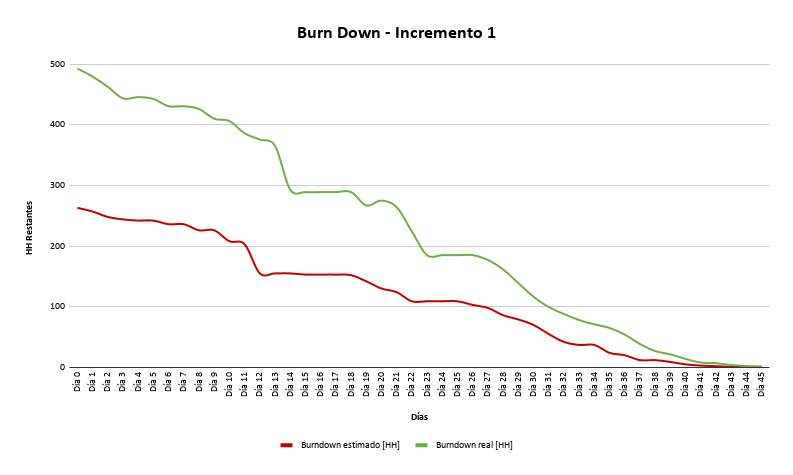 Burn Down - Incremento 1
500
400
300
200
100
0
HH Restantes
Día 0
Día 1
Día 2
Día 3
Día 4
Día 5
Día 6
Día 7
Día 8
Día 9
Día 10
Día 11
Día 12
Día 13
Día 14
Día 15
Día 16
Día 17
Día 18
Día 19
Día 20
Día 21
Día 22
Día 23
Día 24
Día 25
Día 26
Día 27
Día 28
Día 29
Día 30
Día 31
Día 32
Día 33
Día 34
Día 35
Día 36
Día 37
Día 38
Día 39
Día 40
Día 41
Día 42
Día 43
Día 44
Día 45
Días
Burndown estimado [HH]
Burndown real [HH]